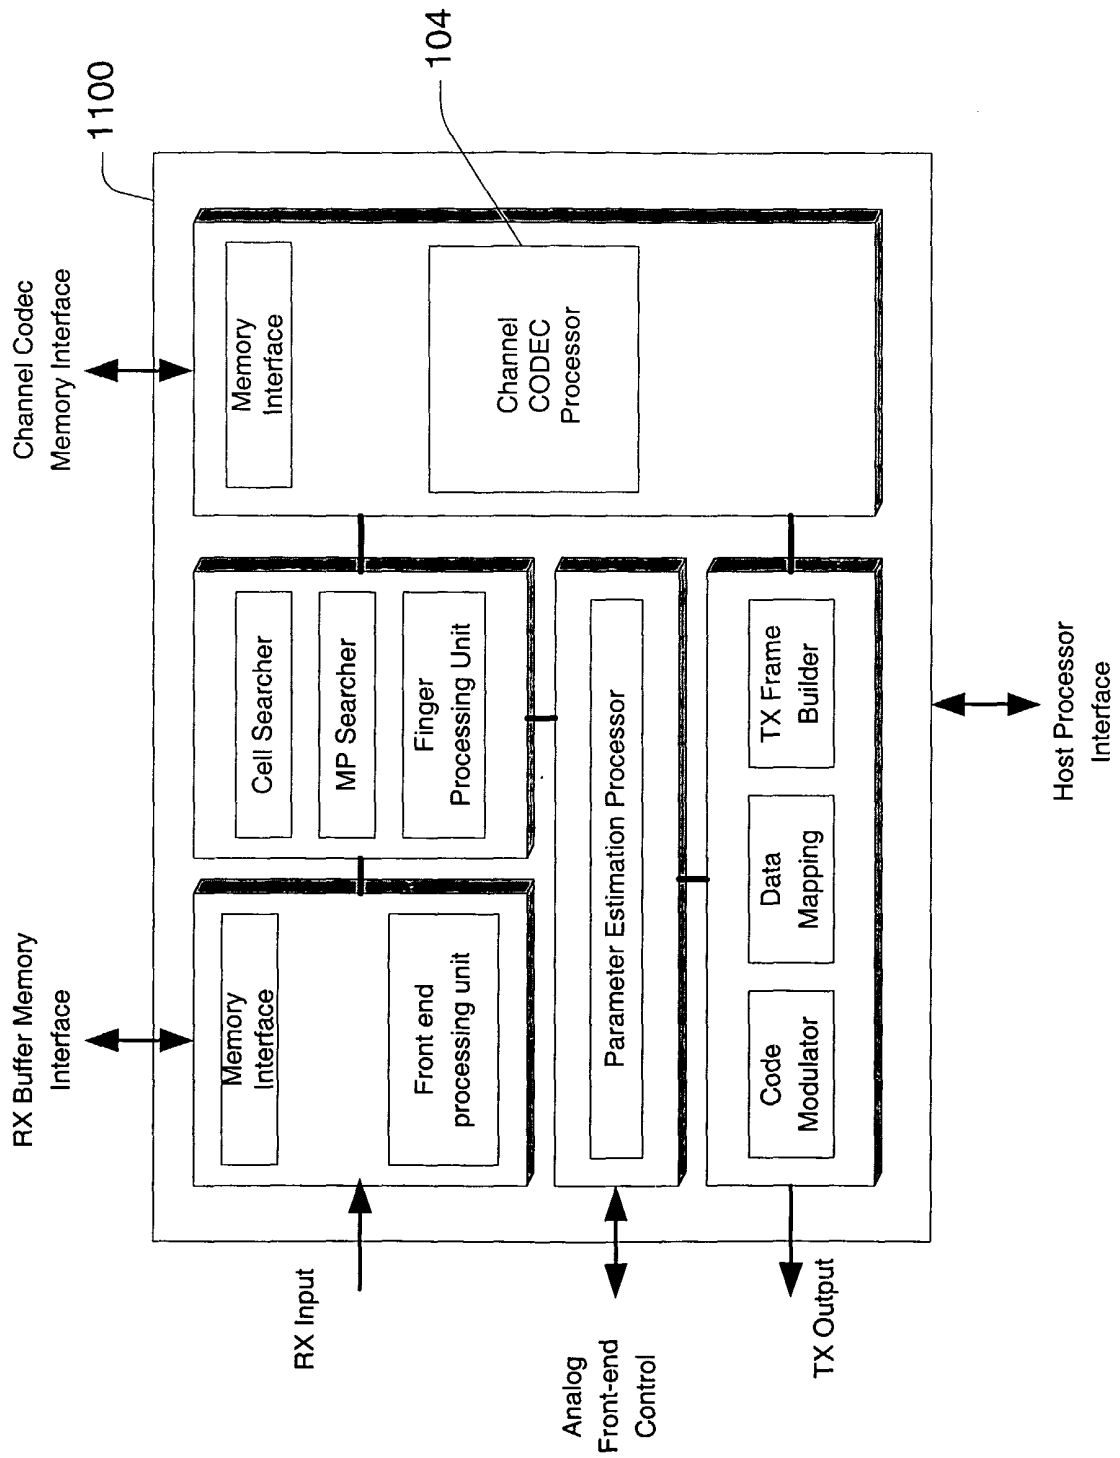 1100
104
RX Buffer Memory
Interface
Channel Codec
Memory Interface
RX Input
Memory
Interface
Front end
processing unit
Cell Searcher
MP Searcher
Finger
Processing Unit
Memory
Interface
Channel
CODEC
Processor
Analog
Front-end
Control
Parameter Estimation Processor
TX Output
Code
Modulator
Data
Mapping
TX Frame
Builder
Host Processor
Interface